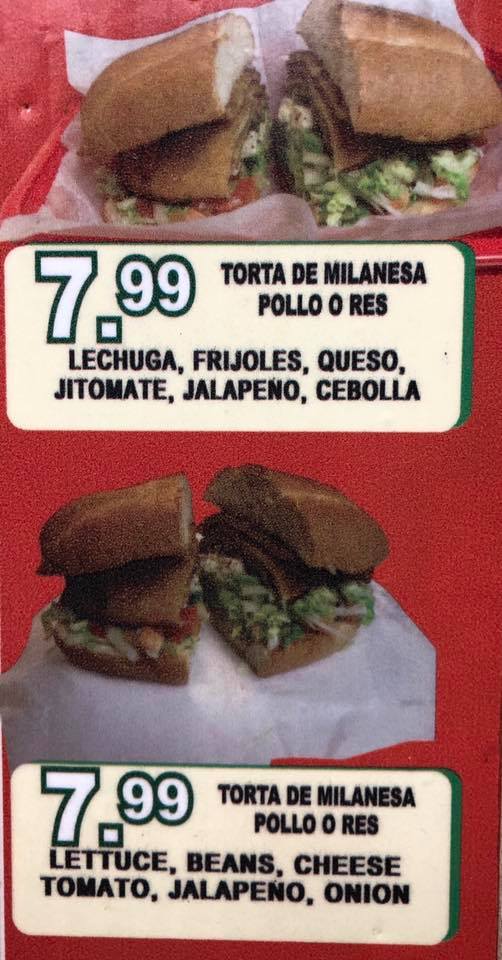 7.99 TORTA DE MILANESA
POLLO O RES
LECHUGA, FRIJOLES, QUESO,
JITOMATE, JALAPEÑO, CEBOLLA
7.99 TORTA DE MILANESA
POLLO O RES
LETTUCE, BEANS, CHEESE
TOMATO, JALAPEÑO, ONION